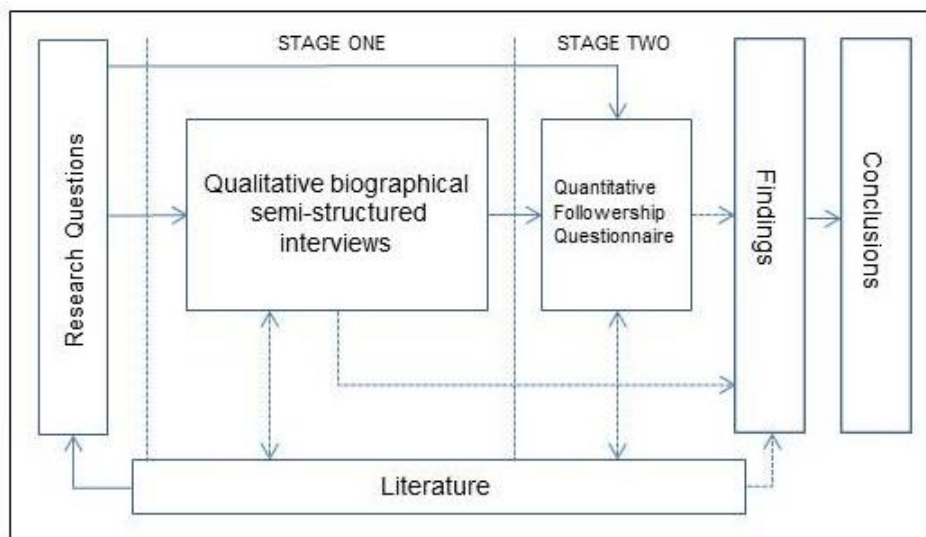 STAGE ONE
STAGE TWO
Research Questions
Qualitative biographical
semi-structured
interviews
Quantitative
Followership
Questionnaire
Findings
Conclusions
Literature